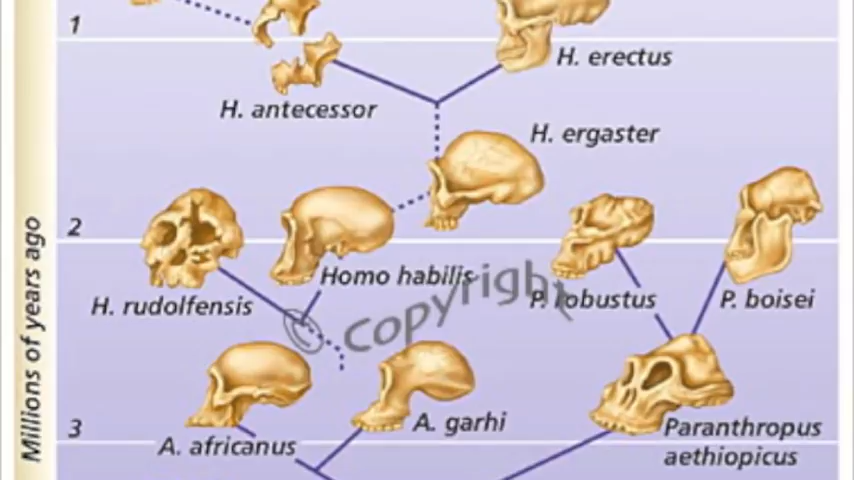 1
H. erectus
H. antecessor
H. ergaster
2
Homo habilis
H. rudolfensis
P. robustus
P. boisei
copyright
A. garhi
3
A. africanus
Paranthropus
aethiopicus
Millions of years ago